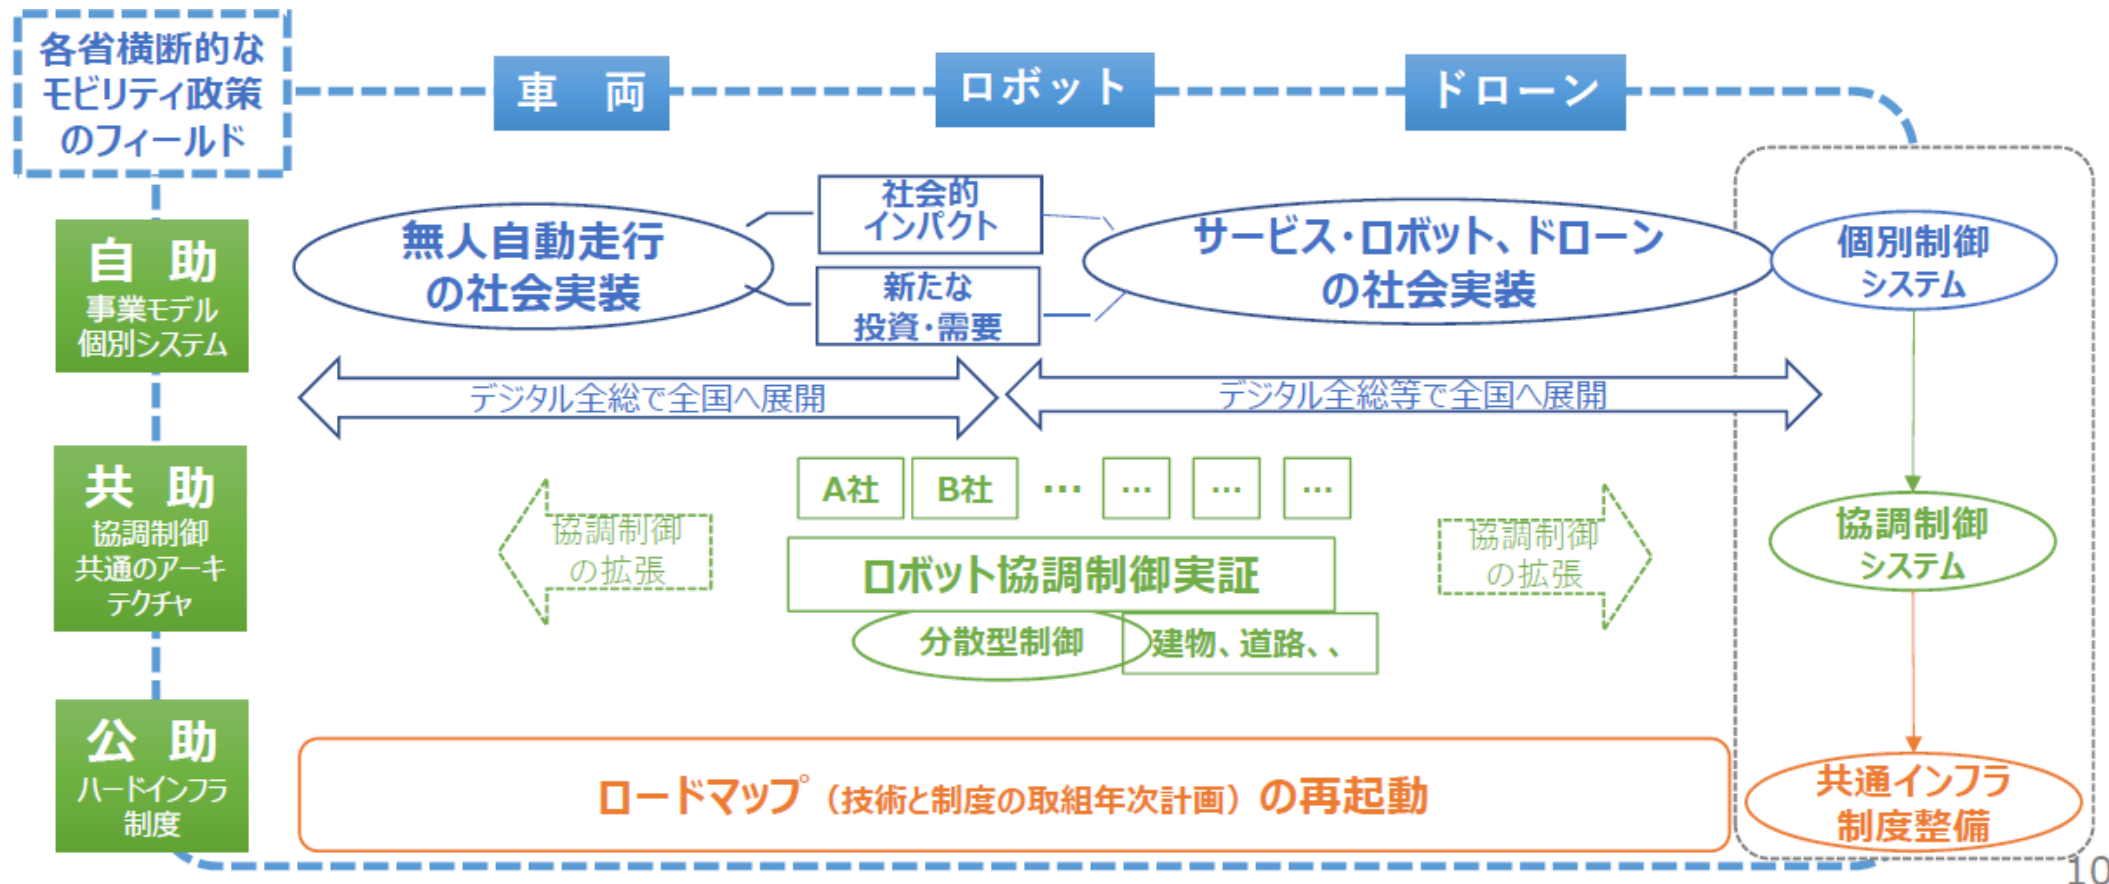 各省横断的な
モビリティ政策
のフィールド
車 両
ロボット
ドローン
自 助
事業モデル
個別システム
無人自動走行
の社会実装
社会的
インパクト
新たな
投資・需要
サービス・ロボット、ドローン
の社会実装
個別制御
システム
デジタル全総で全国へ展開
デジタル全総等で全国へ展開
共 助
協調制御
共通のアーキ
テクチャ
協調制御
の拡張
A社
B社
…
…
…
…
ロボット協調制御実証
分散型制御
建物、道路、、
協調制御
の拡張
協調制御
システム
公 助
ハードインフラ
制度
ロードマップ（技術と制度の取組年次計画）の再起動
共通インフラ
制度整備
10